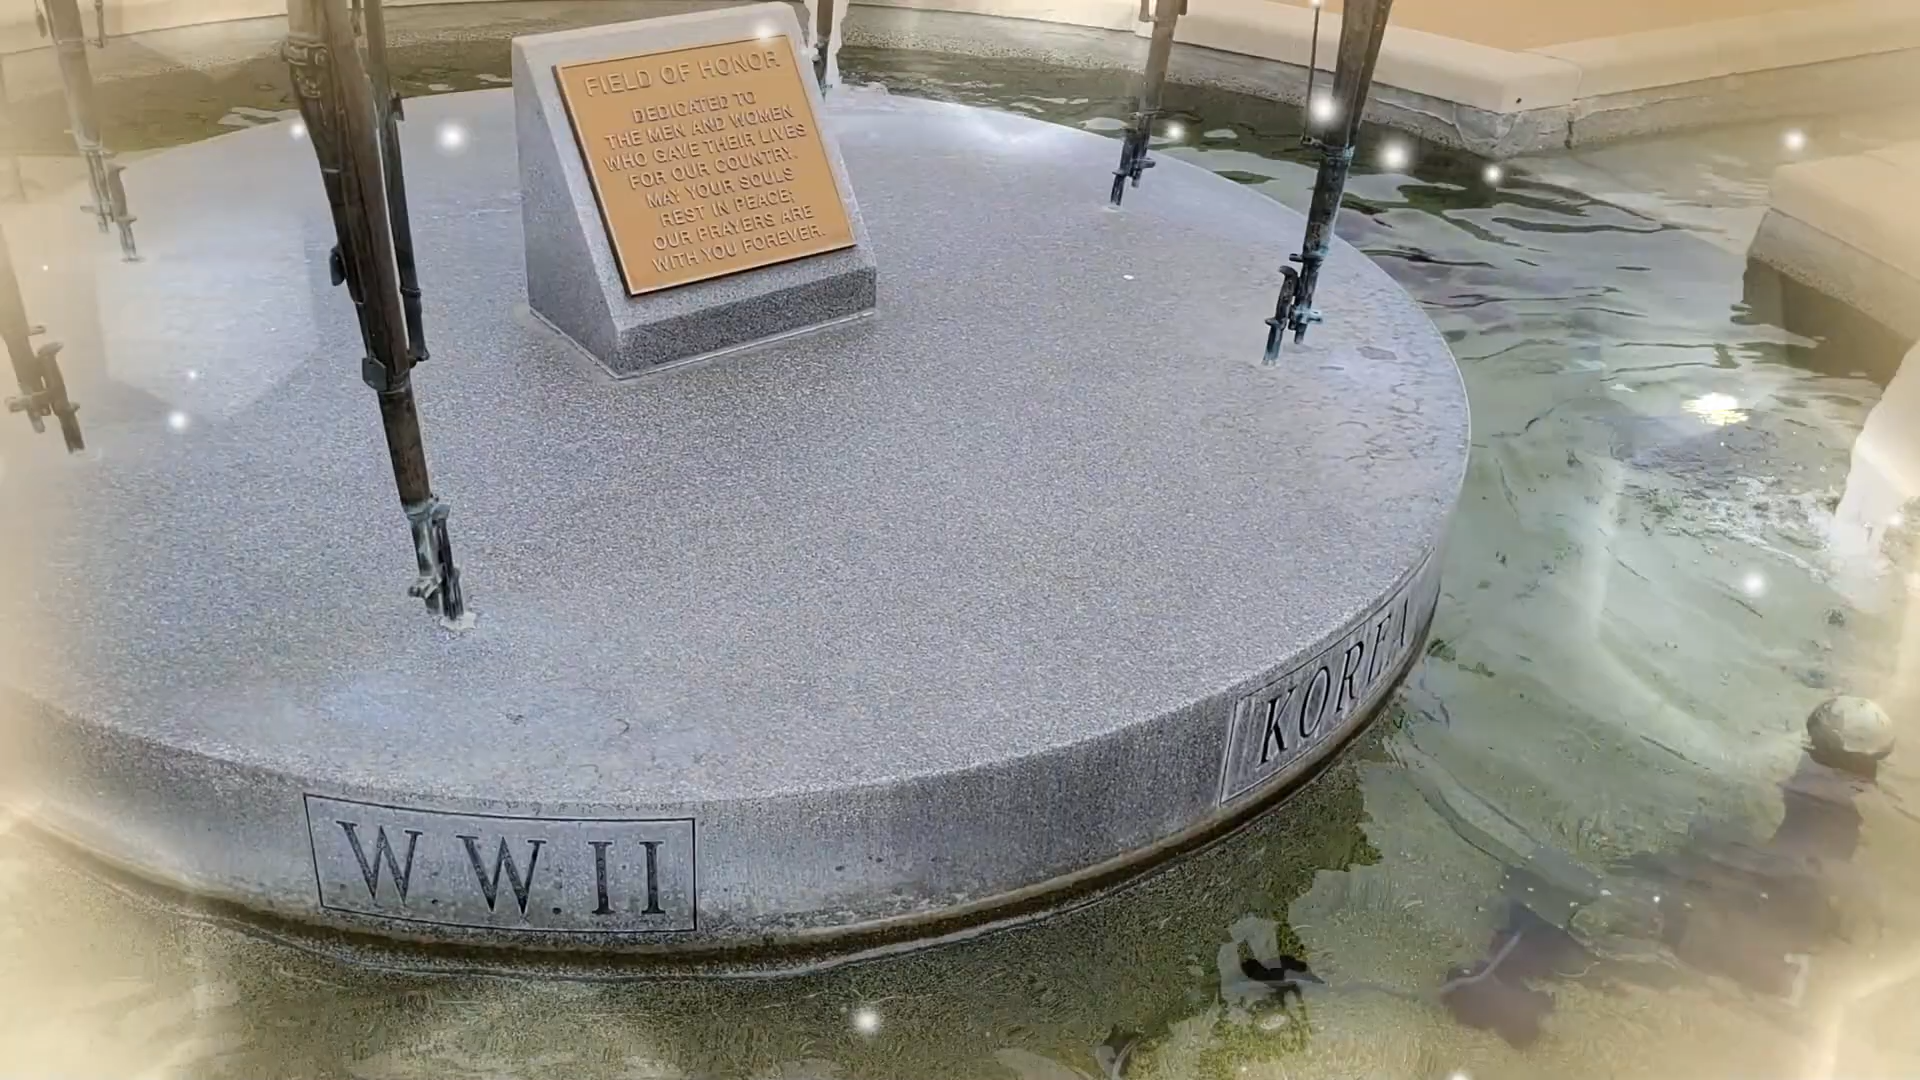 FIELD OF HONOR
DEDICATED TO
THE MEN AND WOMEN
WHO GAVE THEIR LIVES
FOR OUR COUNTRY.
MAY YOUR SOULS
REST IN PEACE;
OUR PRAYERS ARE
WITH YOU FOREVER.
W.W.II
KOREA